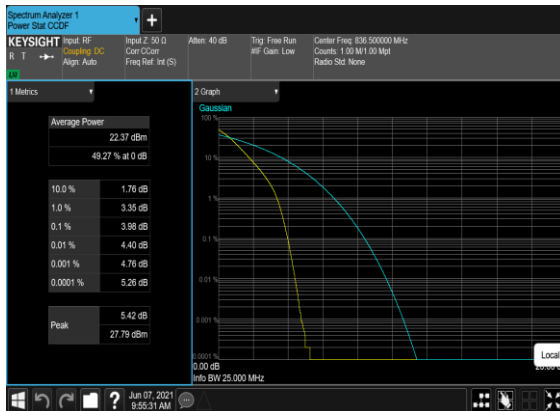 Spectrum Analyzer 1
Power Stat CCDF
KEYSIGHT
R T
LXI
Input: RF
Coupling: DC
Align: Auto
Input Z: 50 Ω
Corr CCorr
Freq Ref: Int (S)
Atten: 40 dB
Trig: Free Run
#IF Gain: Low
Center Freq: 836.500000 MHz
Counts: 1.00 M/1.00 Mpt
Radio Std: None
1 Metrics
Average Power
22.37 dBm
49.27 % at 0 dB
10.0 % 1.76 dB
1.0 % 3.35 dB
0.1 % 3.98 dB
0.01 % 4.40 dB
0.001 % 4.76 dB
0.0001 % 5.26 dB
Peak
5.42 dB
27.79 dBm
2 Graph
Gaussian
100 %
10 %
1 %
0.1 %
0.01 %
0.001 %
0.0001 %
0.00 dB
Info BW 25.000 MHz
Local
?
Jun 07, 2021
9:55:31 AM